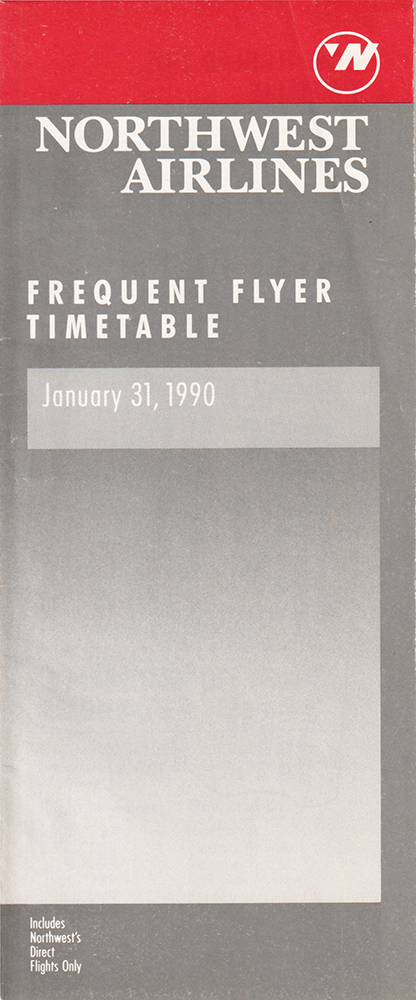 NORTHWEST
AIRLINES
FREQUENT FLYER
TIMETABLE
January 31, 1990
Includes
Northwest's
Direct
Flights Only